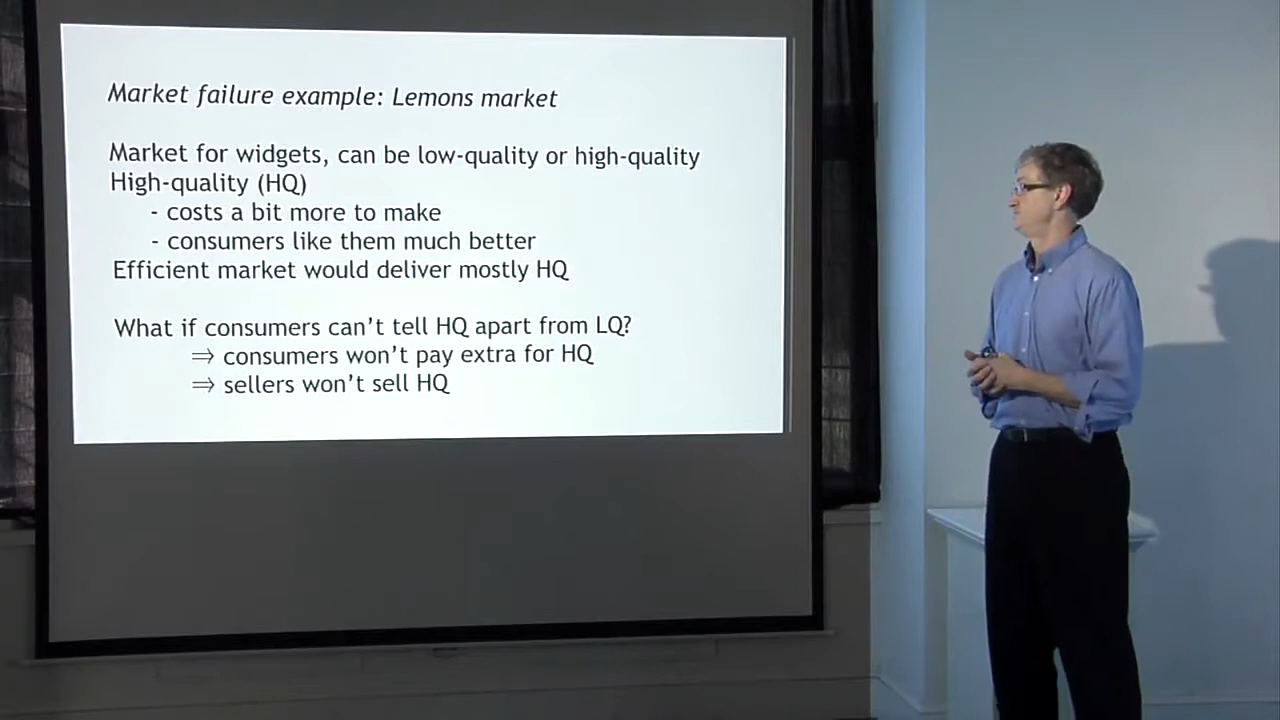 Market failure example: Lemons market
Market for widgets, can be low-quality or high-quality
High-quality (HQ)
- costs a bit more to make
- consumers like them much better
Efficient market would deliver mostly HQ
What if consumers can't tell HQ apart from LQ?
⇒ consumers won't pay extra for HQ
⇒ sellers won't sell HQ